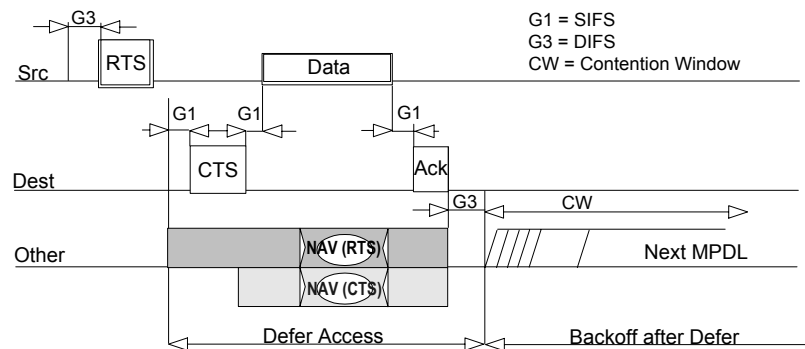 G3
G1 = SIFS
G3 = DIFS
CW = Contention Window
RTS
Data
Src
G1
G1
G1
CTS
Ack
Dest
G3
CW
NAV (RTS)
Other
Next MPDL
NAV (CTS)
Defer Access
Backoff after Defer